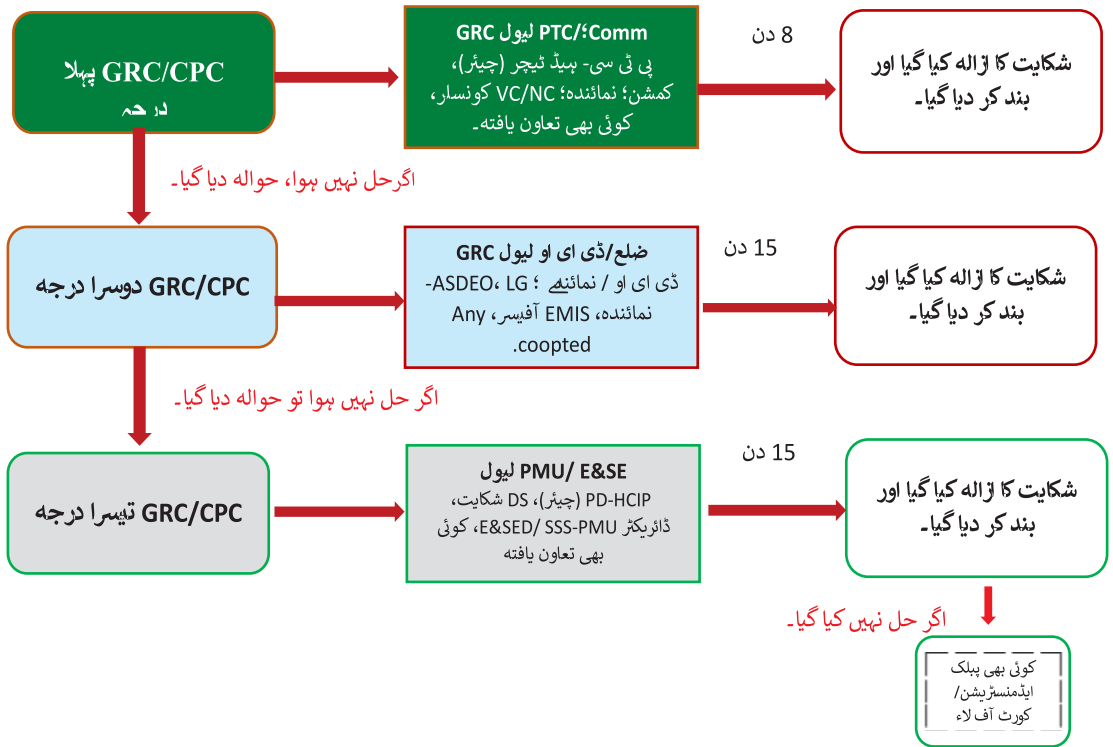 GRC/CPC پہلا
درجہ
GRC لیول PTC/؛Comm
پی ٹی سی- ہیڈ ٹیچر (چیئر)،
کمشن؛ نمائندہ؛ VC/NC کونسلر،
کوئی بھی تعاون یافتہ۔
8 دن
شکایت کا ازالہ کیا گیا اور
بند کر دیا گیا۔
اگرحل نہیں ہوا، حوالہ دیا گیا۔
GRC/CPC دوسرا درجہ
ضلع/ڈی ای او لیول GRC
ڈی ای او / نمائندے ؛ ASDEO، LG-
نمائندہ، EMIS آفیسر، Any
coopted.
15 دن
شکایت کا ازالہ کیا گیا اور
بند کر دیا گیا۔
اگر حل نہیں ہوا تو حوالہ دیا گیا۔
GRC/CPC تیسرا درجہ
PMU/ E&SE لیول
PD-HCIP (چیئر)، DS شکایت،
ڈائریکٹر E&SED/ SSS-PMU، کوئی
بھی تعاون یافتہ
15 دن
شکایت کا ازالہ کیا گیا اور
بند کر دیا گیا۔
اگر حل نہیں کیا گیا۔
کوئی بھی پبلک
ایڈمنسٹریشن/
کورٹ آف لاء